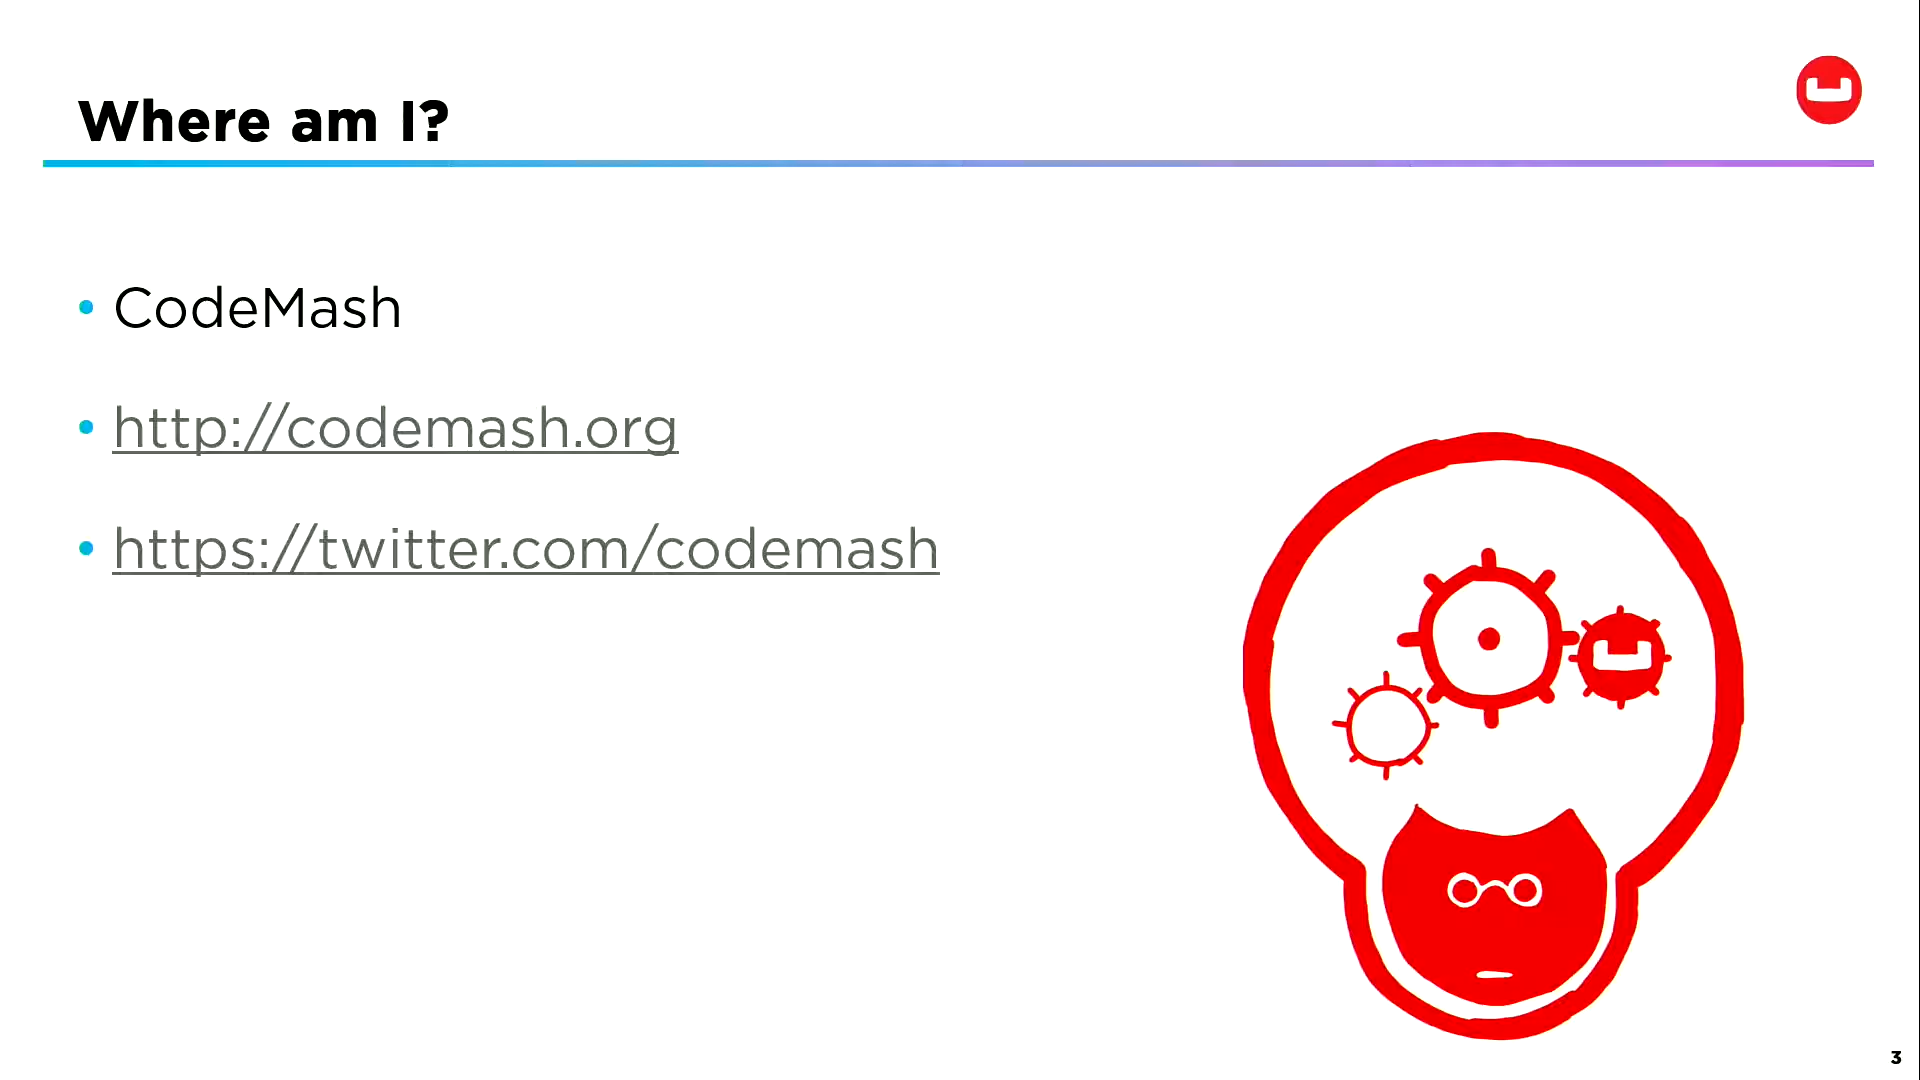 Where am I?
• CodeMash
• http://codemash.org
• https://twitter.com/codemash
3